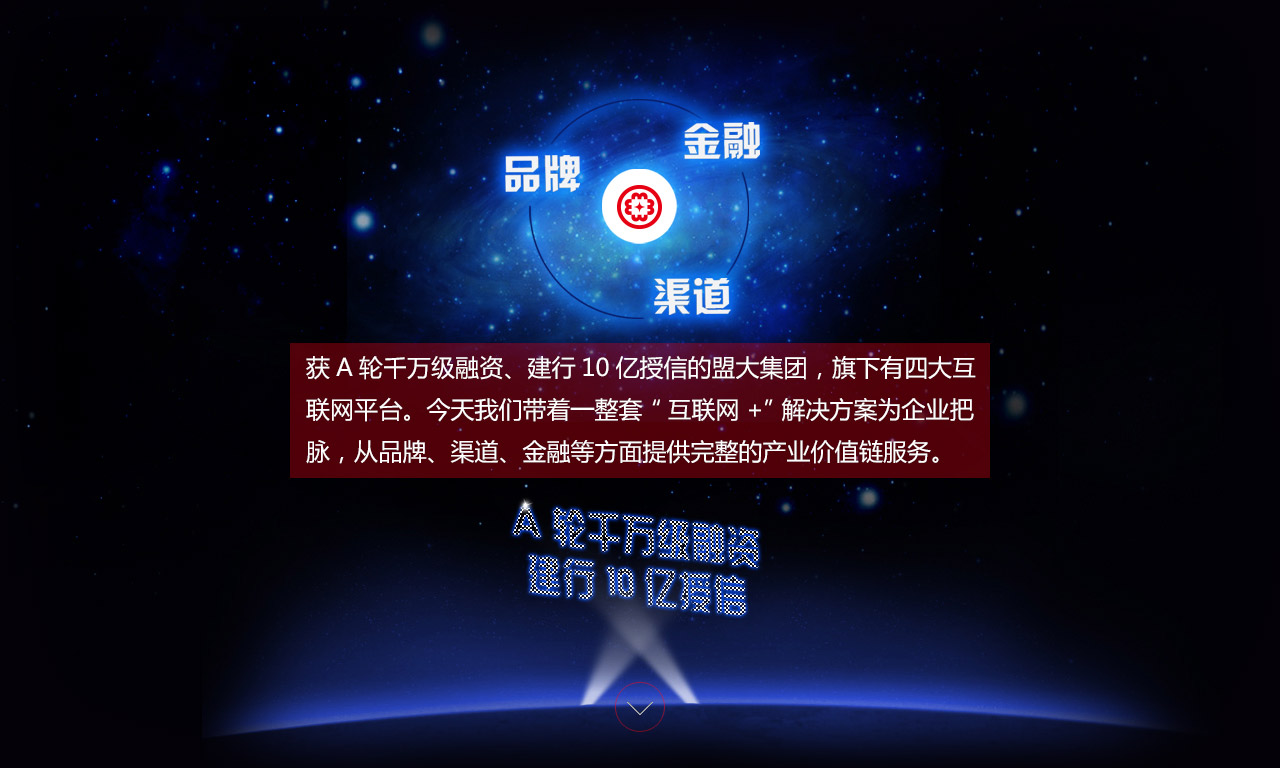 金融
品牌
渠道
获 A 轮千万级融资、建行 10 亿授信的盟大集团，旗下有四大互
联网平台。今天我们带着一整套 “ 互联网 +” 解决方案为企业把
脉，从品牌、渠道、金融等方面提供完整的产业价值链服务。
A 轮千万级融资
建行 10 亿授信